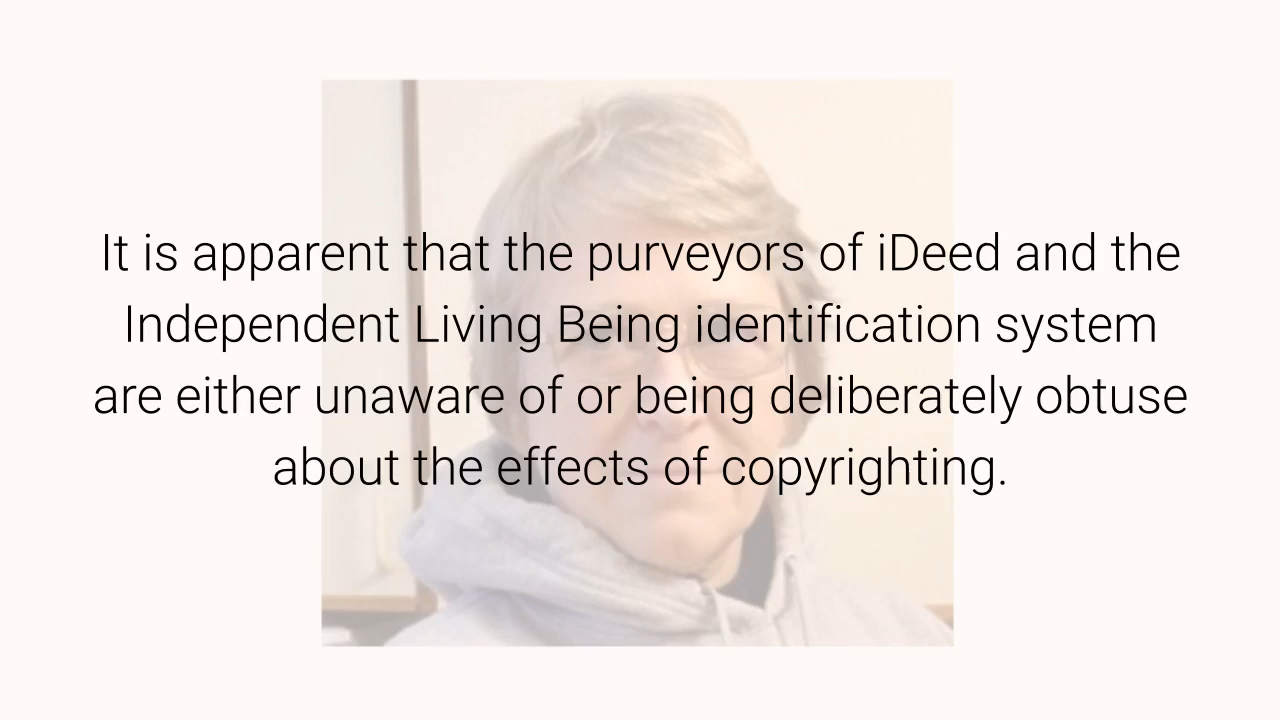 It is apparent that the purveyors of iDeed and the
Independent Living Being identification system
are either unaware of or being deliberately obtuse
about the effects of copyrighting.